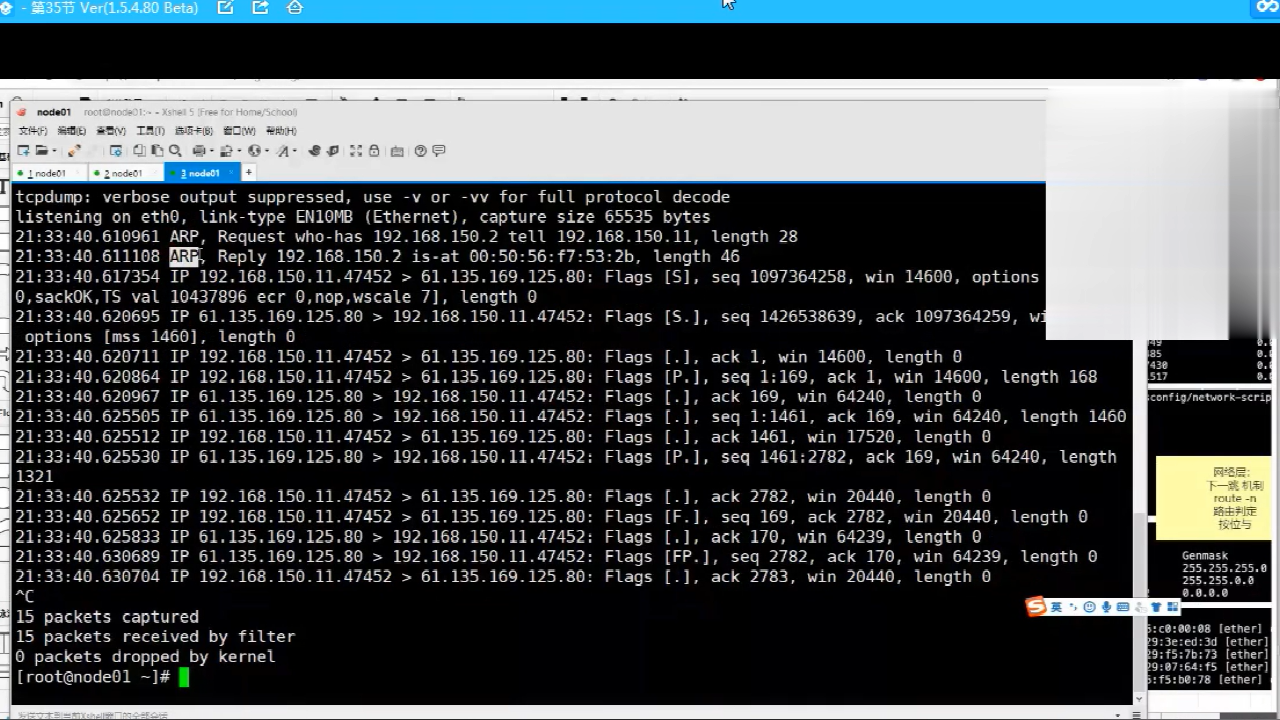 - 第35节 Ver(1.5.4.80 Beta)
node01 root@node01:~ - Xshell 5 (Free for Home/School)
文件(F) 编辑(E) 查看(V) 工具(T) 选项卡(B) 窗口(W) 帮助(H)
1 node01 2 node01 3 node01 +
tcpdump: verbose output suppressed, use -v or -vv for full protocol decode
listening on eth0, link-type EN10MB (Ethernet), capture size 65535 bytes
21:33:40.610961 ARP, Request who-has 192.168.150.2 tell 192.168.150.11, length 28
21:33:40.611108 ARP, Reply 192.168.150.2 is-at 00:50:56:f7:53:2b, length 46
21:33:40.617354 IP 192.168.150.11.47452 > 61.135.169.125.80: Flags [S], seq 1097364258, win 14600, options
0,sackOK,TS val 10437896 ecr 0,nop,wscale 7], length 0
21:33:40.620695 IP 61.135.169.125.80 > 192.168.150.11.47452: Flags [S.], seq 1426538639, ack 1097364259,
options [mss 1460], length 0
21:33:40.620711 IP 192.168.150.11.47452 > 61.135.169.125.80: Flags [.], ack 1, win 14600, length 0
21:33:40.620864 IP 192.168.150.11.47452 > 61.135.169.125.80: Flags [P.], seq 1:169, ack 1, win 14600, length 168
21:33:40.620967 IP 61.135.169.125.80 > 192.168.150.11.47452: Flags [.], ack 169, win 64240, length 0
21:33:40.625505 IP 61.135.169.125.80 > 192.168.150.11.47452: Flags [.], seq 1:1461, ack 169, win 64240, length 1460
21:33:40.625512 IP 192.168.150.11.47452 > 61.135.169.125.80: Flags [.], ack 1461, win 17520, length 0
21:33:40.625530 IP 61.135.169.125.80 > 192.168.150.11.47452: Flags [P.], seq 1461:2782, ack 169, win 64240, length
1321
21:33:40.625532 IP 192.168.150.11.47452 > 61.135.169.125.80: Flags [.], ack 2782, win 20440, length 0
21:33:40.625652 IP 192.168.150.11.47452 > 61.135.169.125.80: Flags [F.], seq 169, ack 2782, win 20440, length 0
21:33:40.625833 IP 61.135.169.125.80 > 192.168.150.11.47452: Flags [.], ack 170, win 64239, length 0
21:33:40.630689 IP 61.135.169.125.80 > 192.168.150.11.47452: Flags [FP.], seq 2782, ack 170, win 64239, length 0
21:33:40.630704 IP 192.168.150.11.47452 > 61.135.169.125.80: Flags [.], ack 2783, win 20440, length 0
^C
15 packets captured
15 packets received by filter
0 packets dropped by kernel
[root@node01 ~]#
sconfig/network-scrip
网络层:
下一跳 机制
route -n
路由判定
按位与
Genmask
255.255.255.0
255.255.0.0
0.0.0.0
英
:c0:00:08 [ether]
29:3e:ed:3d [ether]
29:f5:7b:73 [ether]
29:07:64:f5 [ether]
:f5:b0:78 [ether]